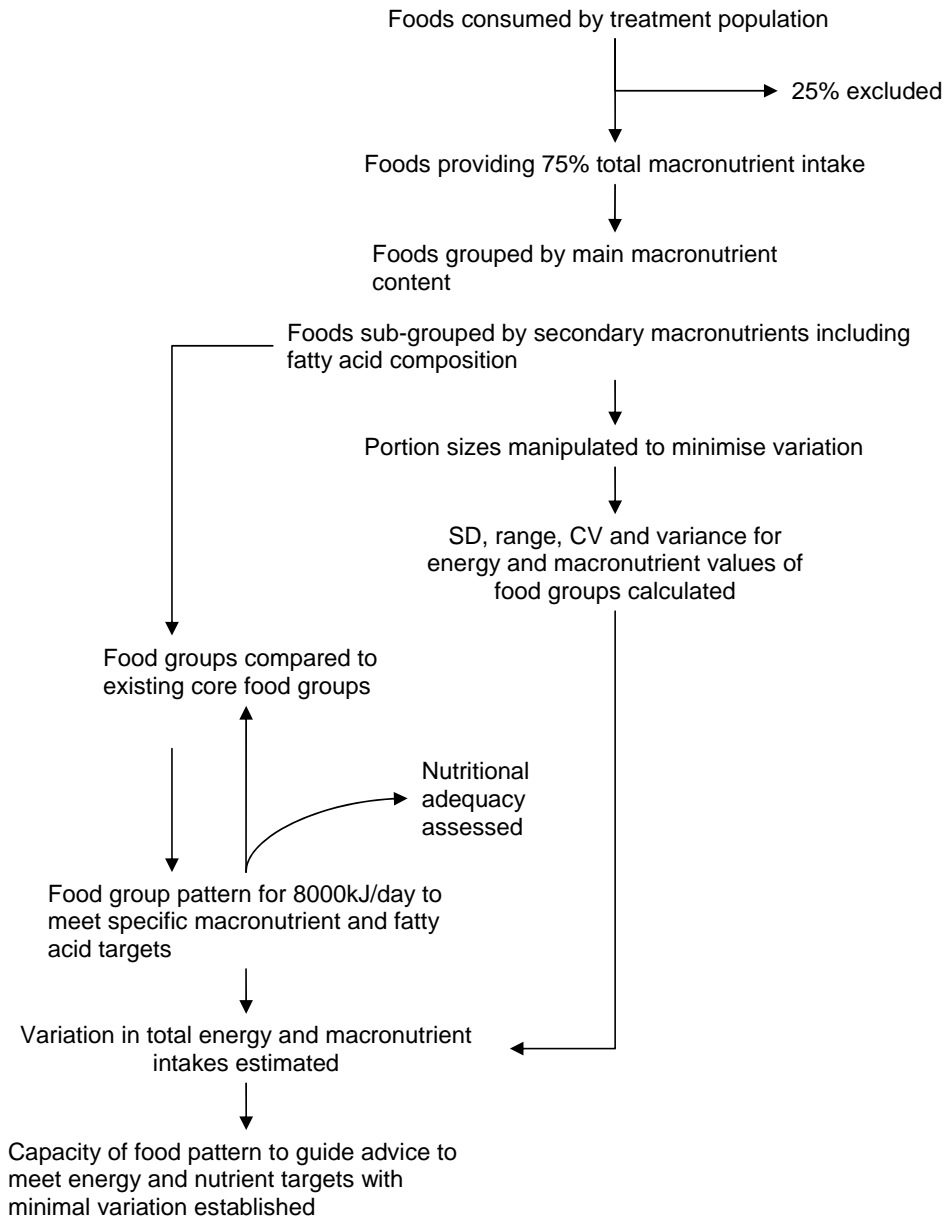 Foods consumed by treatment population
25% excluded
Foods providing 75% total macronutrient intake
Foods grouped by main macronutrient
content
Foods sub-grouped by secondary macronutrients including
fatty acid composition
Portion sizes manipulated to minimise variation
SD, range, CV and variance for
energy and macronutrient values of
food groups calculated
Food groups compared to
existing core food groups
Nutritional
adequacy
assessed
Food group pattern for 8000kJ/day to
meet specific macronutrient and fatty
acid targets
Variation in total energy and macronutrient
intakes estimated
Capacity of food pattern to guide advice to
meet energy and nutrient targets with
minimal variation established